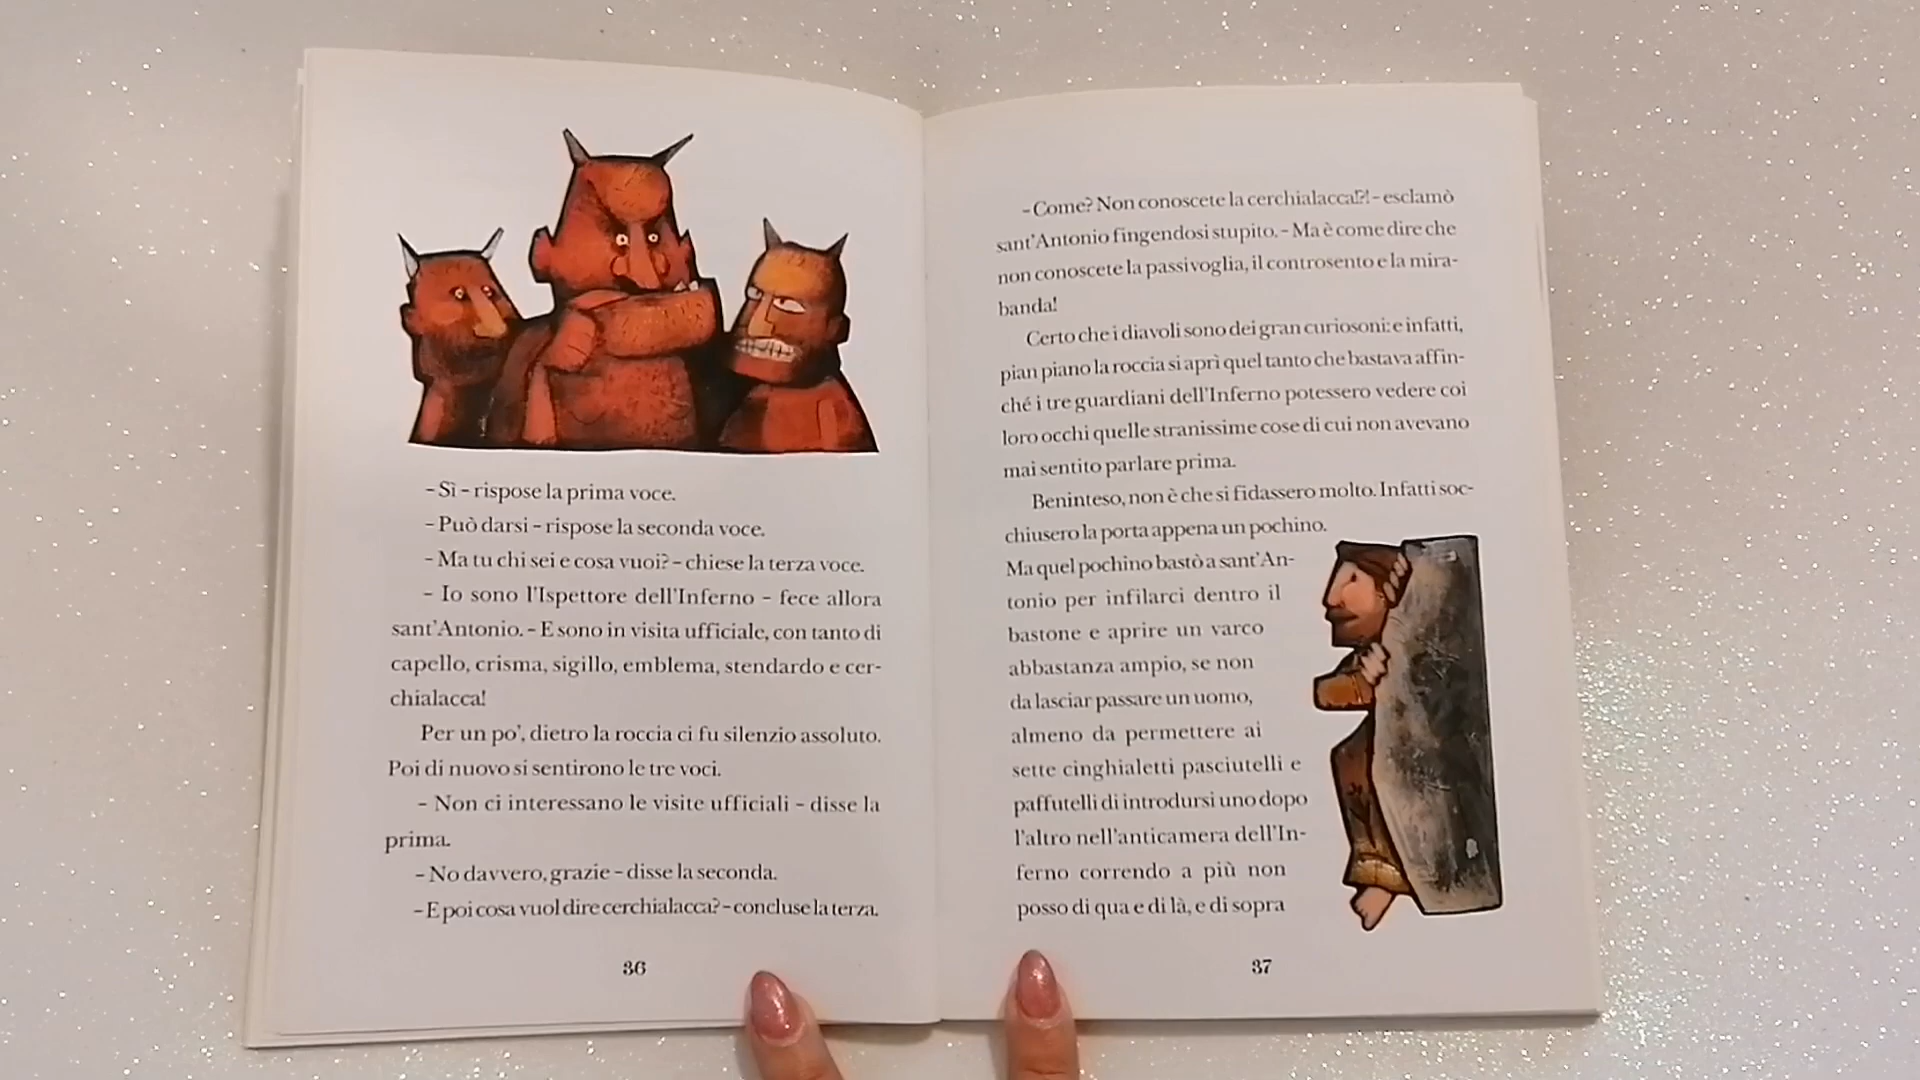 – Sì – rispose la prima voce.
– Può darsi – rispose la seconda voce.
– Ma tu chi sei e cosa vuoi? – chiese la terza voce.
– Io sono l'Ispettore dell'Inferno – fece allora
sant'Antonio. – E sono in visita ufficiale, con tanto di
capello, crisma, sigillo, emblema, stendardo e cer-
chialacca!
Per un po', dietro la roccia ci fu silenzio assoluto.
Poi di nuovo si sentirono le tre voci.
– Non ci interessano le visite ufficiali – disse la
prima.
– No davvero, grazie – disse la seconda.
– E poi cosa vuol dire cerchialacca? – concluse la terza.
36
– Come? Non conoscete la cerchialacca!?! – esclamò
sant'Antonio fingendosi stupito. – Ma è come dire che
non conoscete la passivoglia, il controsento e la mira-
banda!
Certo che i diavoli sono dei gran curiosoni: e infatti,
pian piano la roccia si aprì quel tanto che bastava affin-
ché i tre guardiani dell'Inferno potessero vedere coi
loro occhi quelle stranissime cose di cui non avevano
mai sentito parlare prima.
Beninteso, non è che si fidassero molto. Infatti soc-
chiusero la porta appena un pochino.
Ma quel pochino bastò a sant'An-
tonio per infilarci dentro il
bastone e aprire un varco
abbastanza ampio, se non
da lasciar passare un uomo,
almeno da permettere ai
sette cinghialetti pasciutelli e
paffutelli di introdursi uno dopo
l'altro nell'anticamera dell'In-
ferno correndo a più non
posso di qua e di là, e di sopra
37